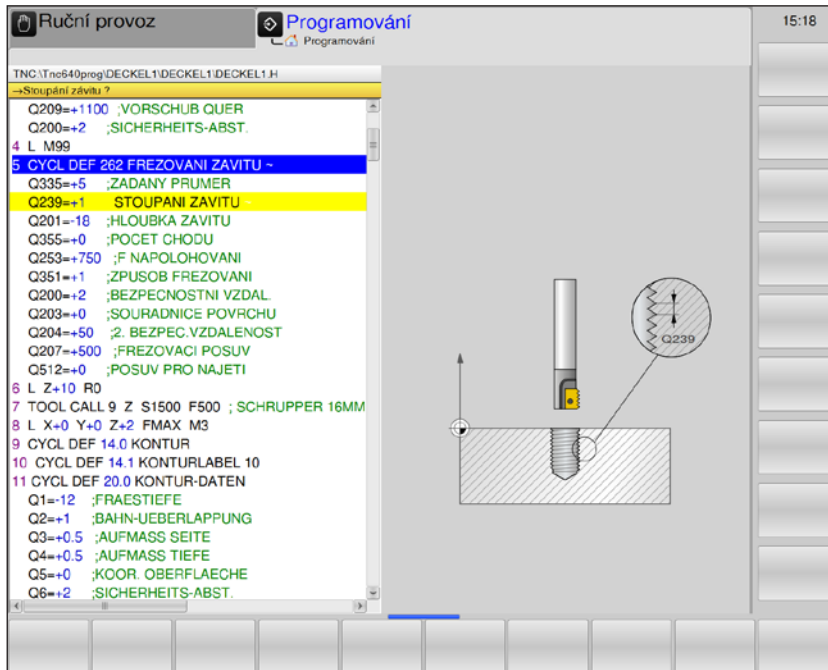 Ruční provoz
Programování
Programování
15:18
TNC:\Tnc640prog\DECKEL1\DECKEL1\DECKEL1.H
→Stoupání závitu ?
Q209=+1100 ;VORSCHUB QUER
Q200=+2 ;SICHERHEITS-ABST.
4 L M99
5 CYCL DEF 262 FREZOVANI ZAVITU ~
Q335=+5 ;ZADANY PRUMER
Q239=+1 STOUPANI ZAVITU ~
Q201=-18 ;HLOUBKA ZAVITU
Q355=+0 ;POCET CHODU
Q253=+750 ;F NAPOLOHOVANI
Q351=+1 ;ZPUSOB FREZOVANI
Q200=+2 ;BEZPECNOSTNI VZDAL.
Q203=+0 ;SOURADNICE POVRCHU
Q204=+50 ;2. BEZPEC.VZDALENOST
Q207=+500 ;FREZOVACI POSUV
Q512=+0 ;POSUV PRO NAJETI
6 L Z+10 R0
7 TOOL CALL 9 Z S1500 F500 ; SCHRUPPER 16MM
8 L X+0 Y+0 Z+2 FMAX M3
9 CYCL DEF 14.0 KONTUR
10 CYCL DEF 14.1 KONTURLABEL 10
11 CYCL DEF 20.0 KONTUR-DATEN
Q1=-12 ;FRAESTIEFE
Q2=+1 ;BAHN-UEBERLAPPUNG
Q3=+0.5 ;AUFMASS SEITE
Q4=+0.5 ;AUFMASS TIEFE
Q5=+0 ;KOOR. OBERFLAECHE
Q6=+2 ;SICHERHEITS-ABST.
Q239